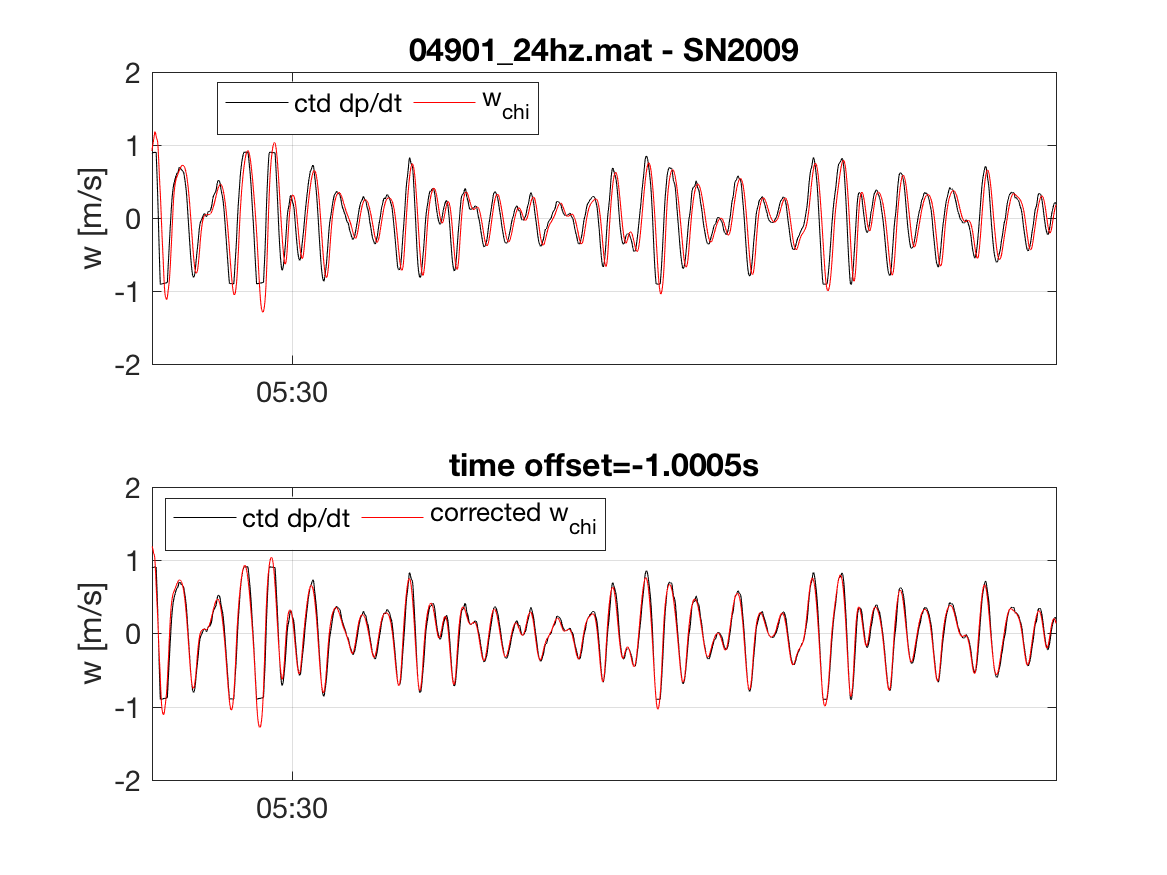 04901_24hz.mat - SN2009
2
ctd dp/dt w_chi
1
0
-1
-2
w [m/s]
05:30
time offset=-1.0005s
2
ctd dp/dt corrected w_chi
1
0
-1
-2
w [m/s]
05:30